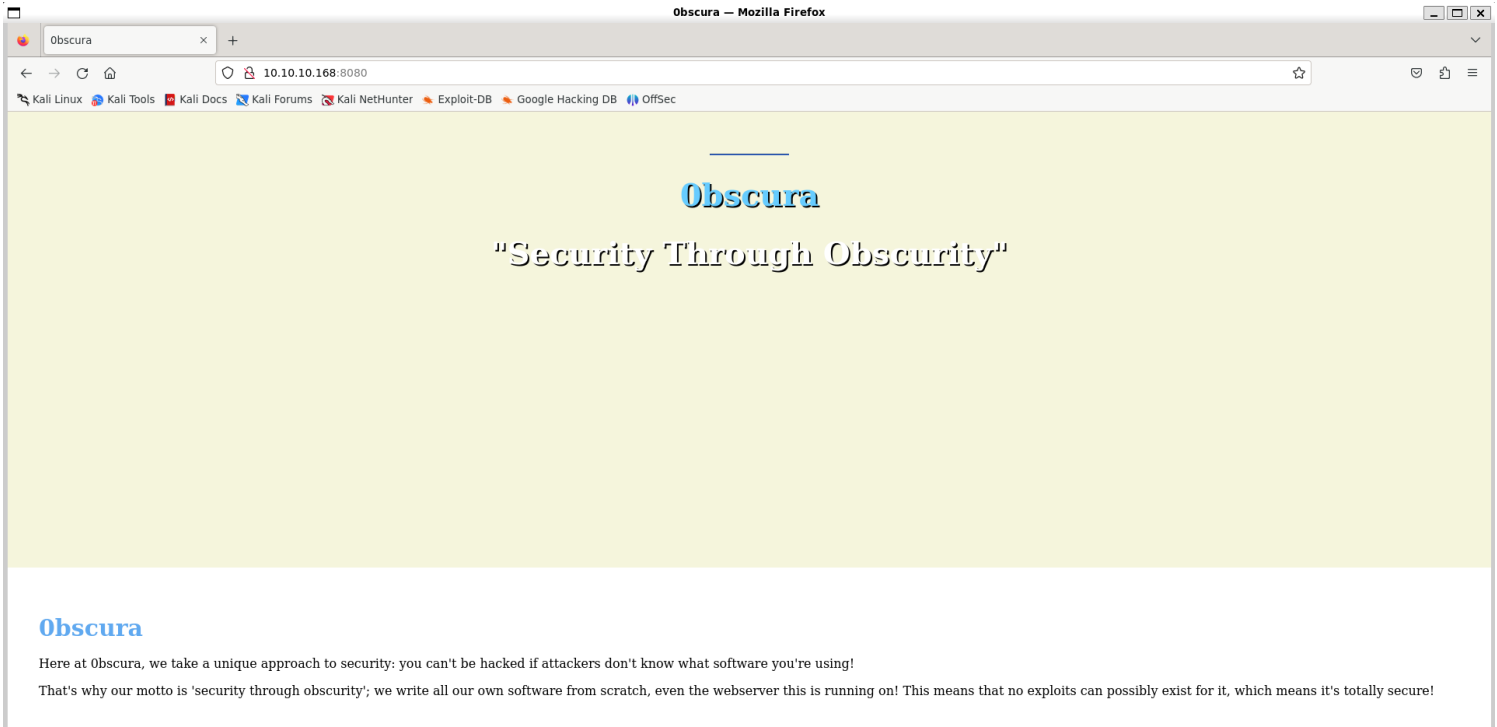 0bscura — Mozilla Firefox
0bscura
10.10.10.168:8080
Kali Linux Kali Tools Kali Docs Kali Forums Kali NetHunter Exploit-DB Google Hacking DB OffSec
0bscura
"Security Through Obscurity"
0bscura
Here at 0bscura, we take a unique approach to security: you can't be hacked if attackers don't know what software you're using!
That's why our motto is 'security through obscurity'; we write all our own software from scratch, even the webserver this is running on! This means that no exploits can possibly exist for it, which means it's totally secure!